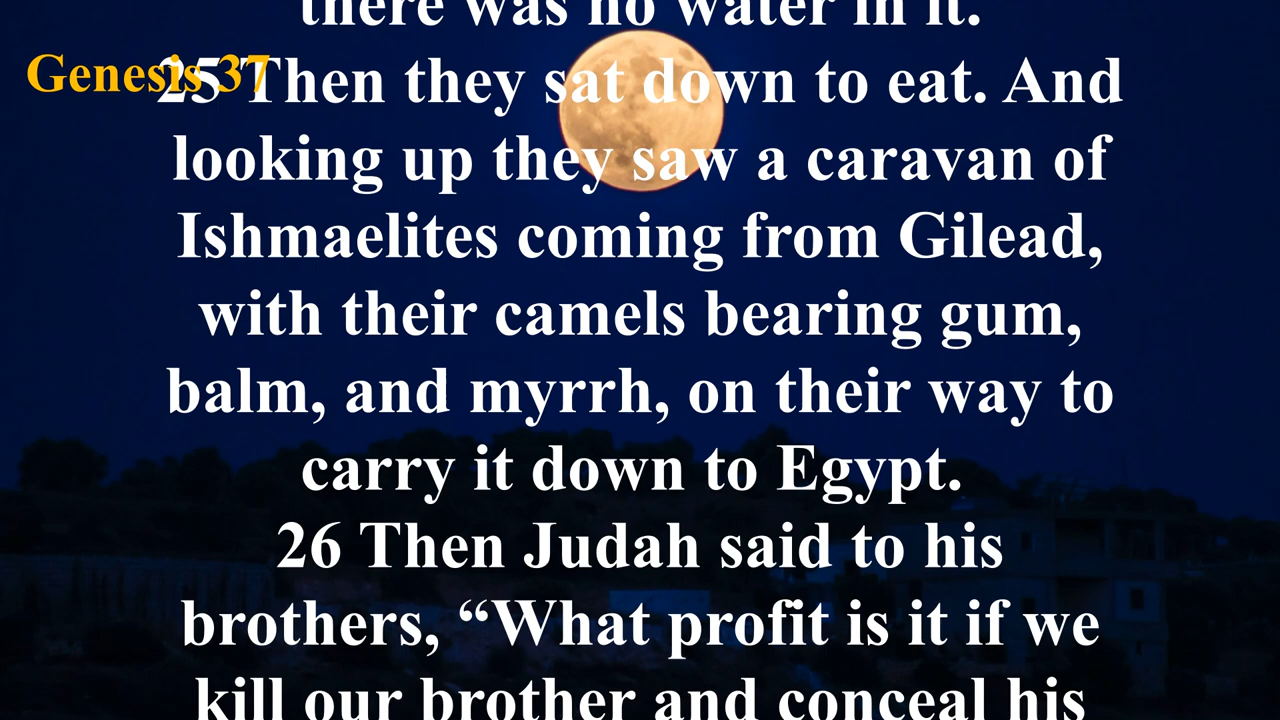 there was no water in it.
Genesis 37
25 Then they sat down to eat. And
looking up they saw a caravan of
Ishmaelites coming from Gilead,
with their camels bearing gum,
balm, and myrrh, on their way to
carry it down to Egypt.
26 Then Judah said to his
brothers, “What profit is it if we
kill our brother and conceal his